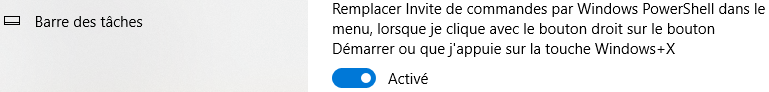 Barre des tâches
Remplacer Invite de commandes par Windows PowerShell dans le
menu, lorsque je clique avec le bouton droit sur le bouton
Démarrer ou que j'appuie sur la touche Windows+X
Activé